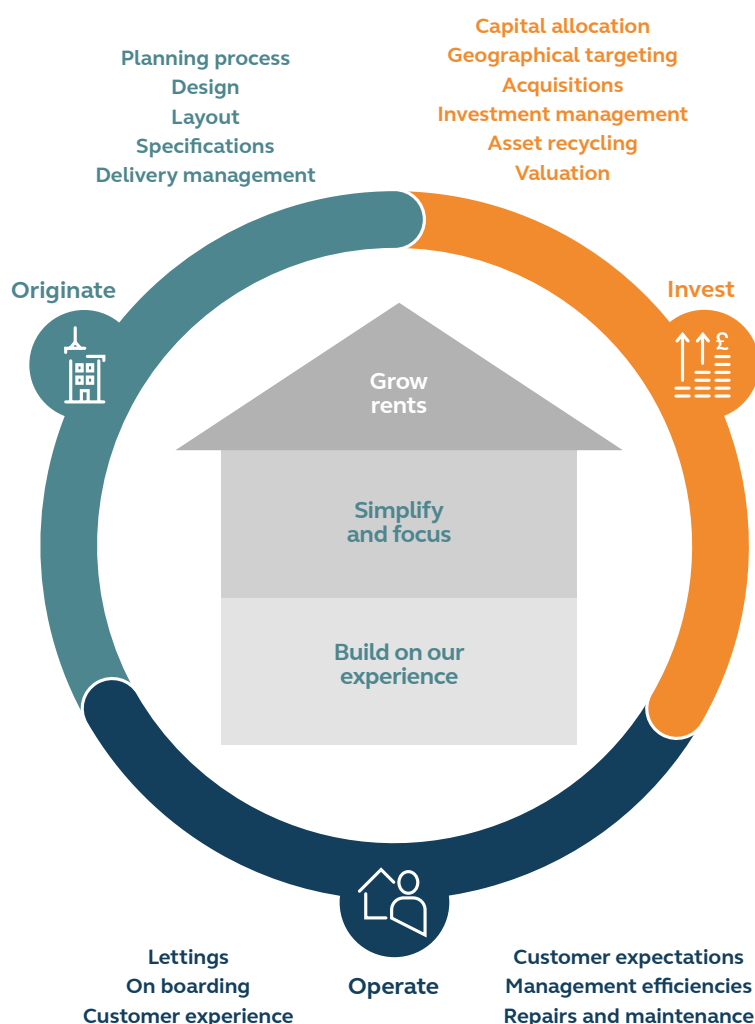 Planning process
Design
Layout
Specifications
Delivery management
Capital allocation
Geographical targeting
Acquisitions
Investment management
Asset recycling
Valuation
Originate
Invest
£
Grow
rents
Simplify
and focus
Build on our
experience
Lettings
On boarding
Customer experience
Operate
Customer expectations
Management efficiencies
Repairs and maintenance